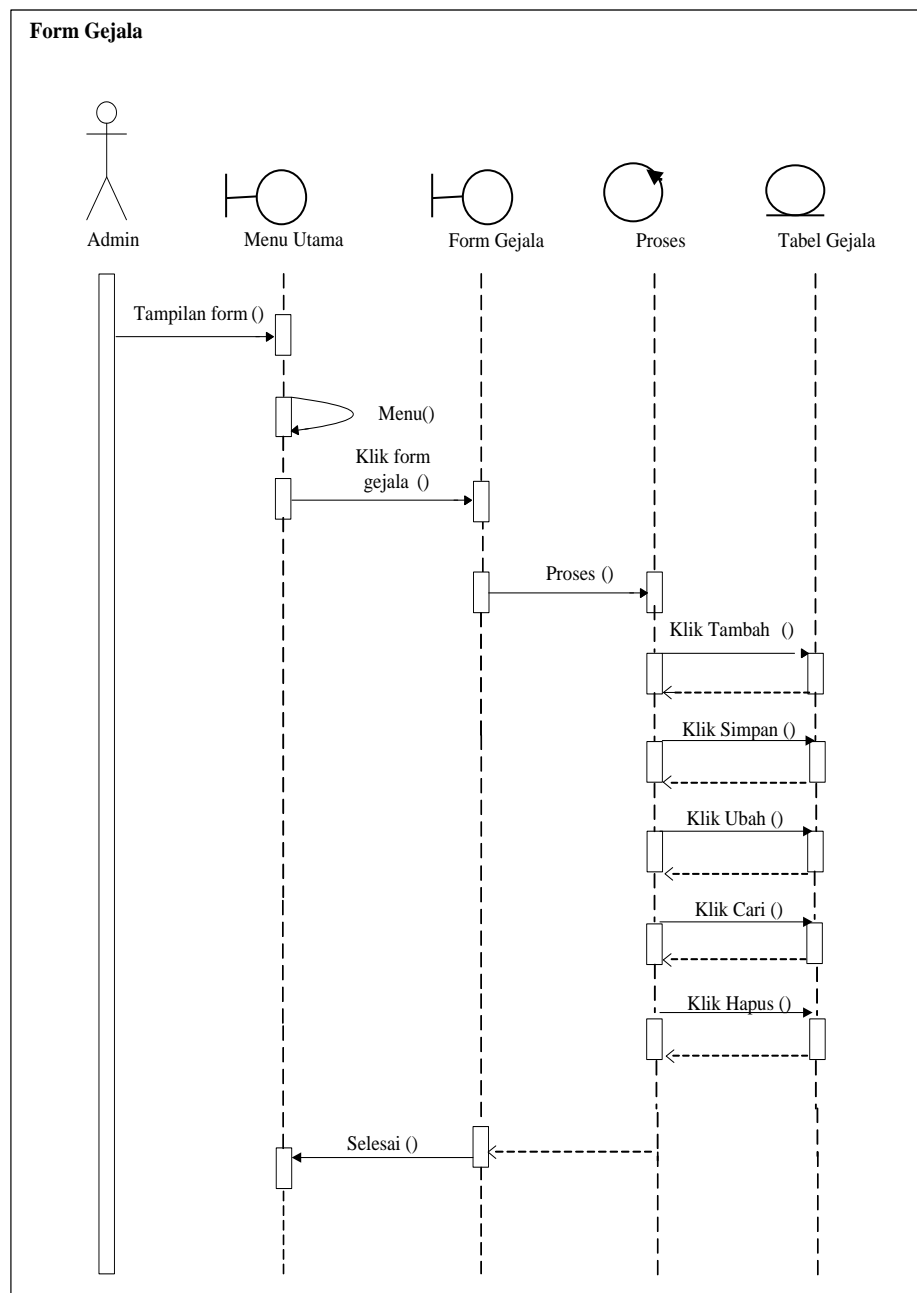 Form Gejala
Admin
Menu Utama
Form Gejala
Proses
Tabel Gejala
Tampilan form ()
Menu()
Klik form
gejala ()
Proses ()
Klik Tambah ()
Klik Simpan ()
Klik Ubah ()
Klik Cari ()
Klik Hapus ()
Selesai ()